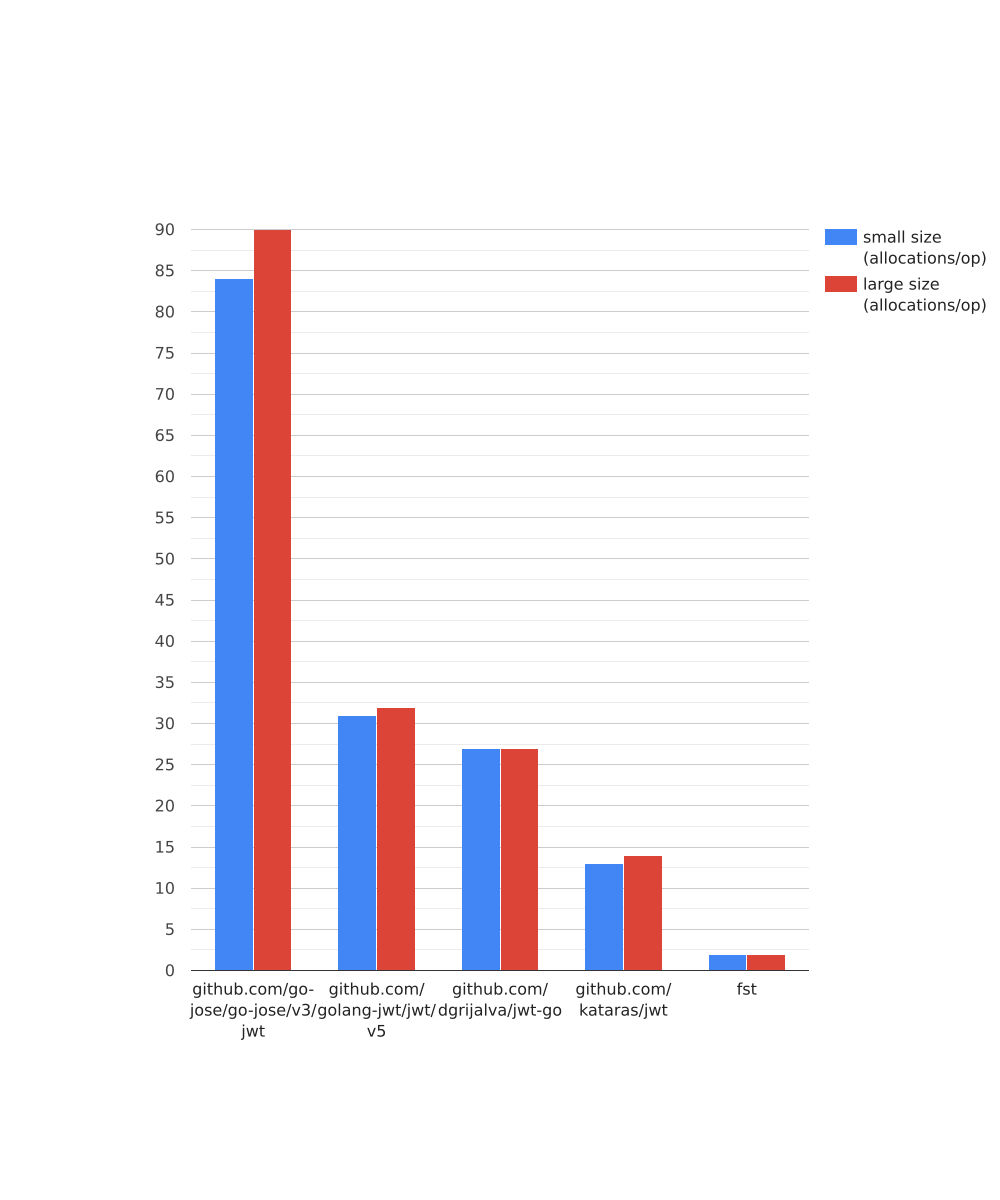 90
85
80
75
70
65
60
55
50
45
40
35
30
25
20
15
10
5
0
small size
(allocations/op)
large size
(allocations/op)
github.com/go-
jose/go-jose/v3/
jwt
github.com/
golang-jwt/jwt/
v5
github.com/
dgrijalva/jwt-go
github.com/
kataras/jwt
fst